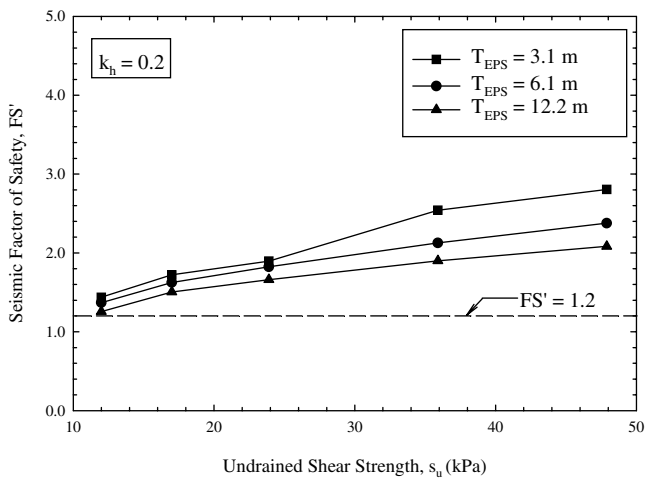 5.0
4.0
3.0
2.0
1.0
0.0
Seismic Factor of Safety, FS'
k_h = 0.2
T_EPS = 3.1 m
T_EPS = 6.1 m
T_EPS = 12.2 m
FS' = 1.2
10 20 30 40 50
Undrained Shear Strength, s_u (kPa)